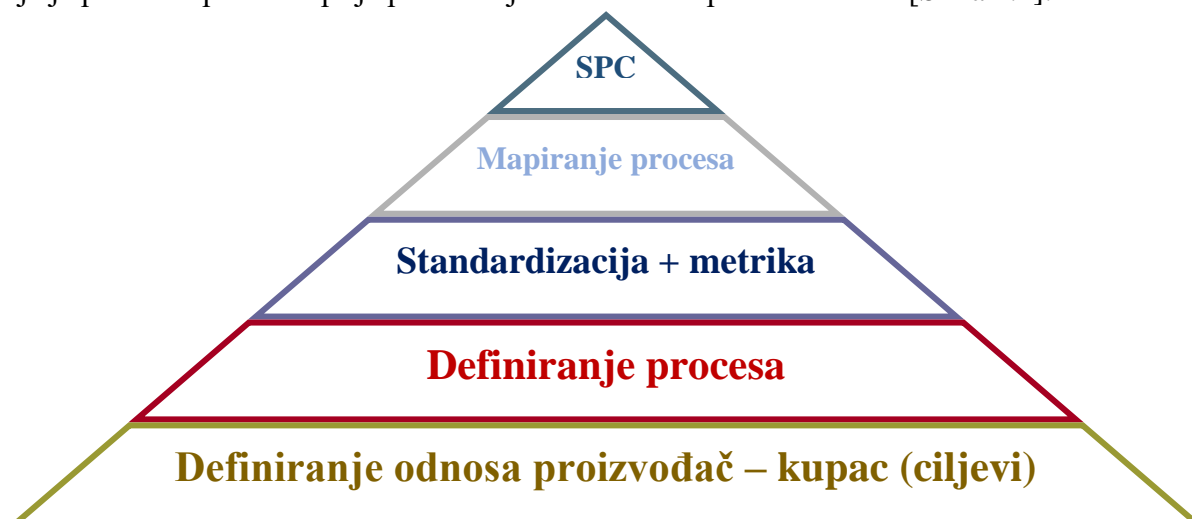 SPC
Mapiranje procesa
Standardizacija + metrika
Definiranje procesa
Definiranje odnosa proizvođač – kupac (ciljevi)